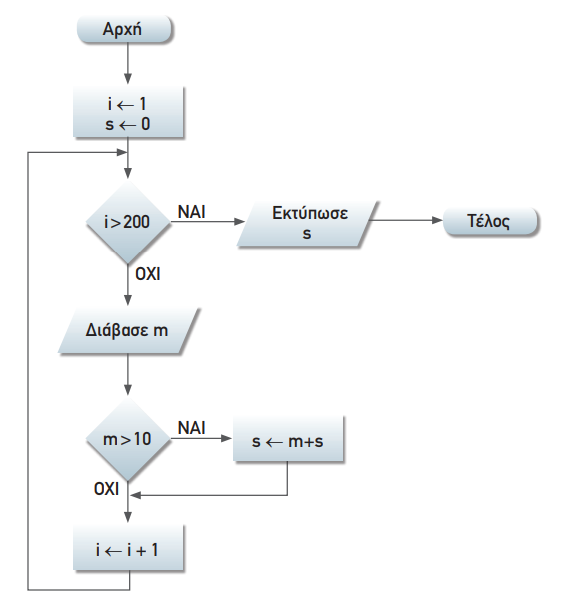 Αρχή
i ← 1
s ← 0
i > 200
ΝΑΙ
Εκτύπωσε
s
Τέλος
ΟΧΙ
Διάβασε m
m > 10
ΝΑΙ
s ← m+s
ΟΧΙ
i ← i + 1